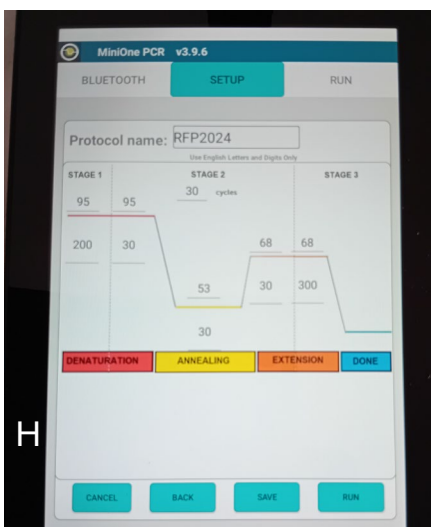 MiniOne PCR v3.9.6
BLUETOOTH SETUP RUN
Protocol name: RFP2024
Use English Letters and Digits Only
STAGE 1 STAGE 2 STAGE 3
30 cycles
95 95
68 68
200 30
30 300
53
30
DENATURATION ANNEALING EXTENSION DONE
H
CANCEL BACK SAVE RUN